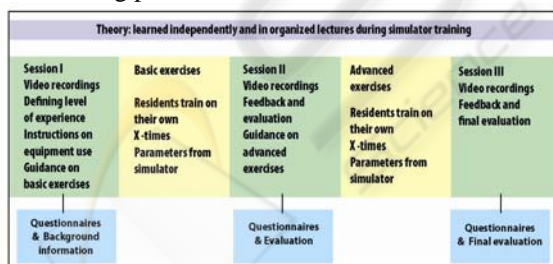 Theory: learned independently and in organized lectures during simulator training
Session I
Video recordings
Defining level
of experience
Instructions on
equipment use
Guidance on
basic exercises
Basic exercises
Residents train on
their own
X-times
Parameters from
simulator
Session II
Video recordings
Feedback and
evaluation
Guidance on
advanced
exercises
Advanced
exercises
Residents train on
their own
X-times
Parameters from
simulator
Session III
Video recordings
Feedback and
final evaluation
Questionnaires
& Background
information
Questionnaires
& Evaluation
Questionnaires
& Final evaluation